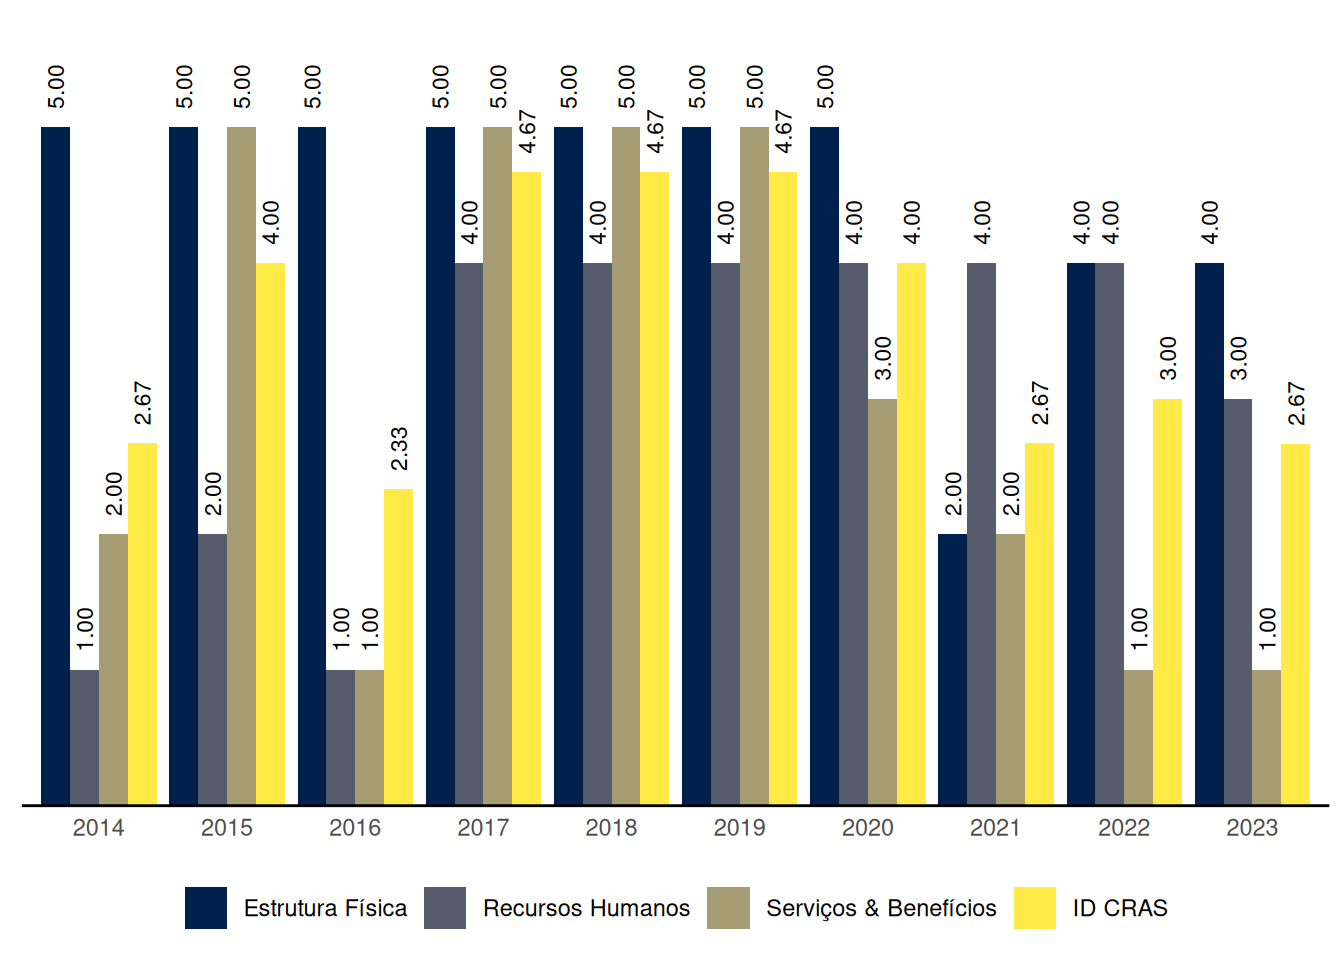 5.00 1.00 2.00 2.67 5.00 2.00 5.00 4.00 5.00 1.00 1.00 2.33 5.00 4.00 5.00 4.67 5.00 4.00 5.00 4.67 5.00 4.00 5.00 4.67 5.00 4.00 3.00 4.00 2.00 4.00 2.00 2.67 4.00 4.00 1.00 3.00 4.00 3.00 1.00 2.67
2014 2015 2016 2017 2018 2019 2020 2021 2022 2023
Estrutura Física Recursos Humanos Serviços & Benefícios ID CRAS